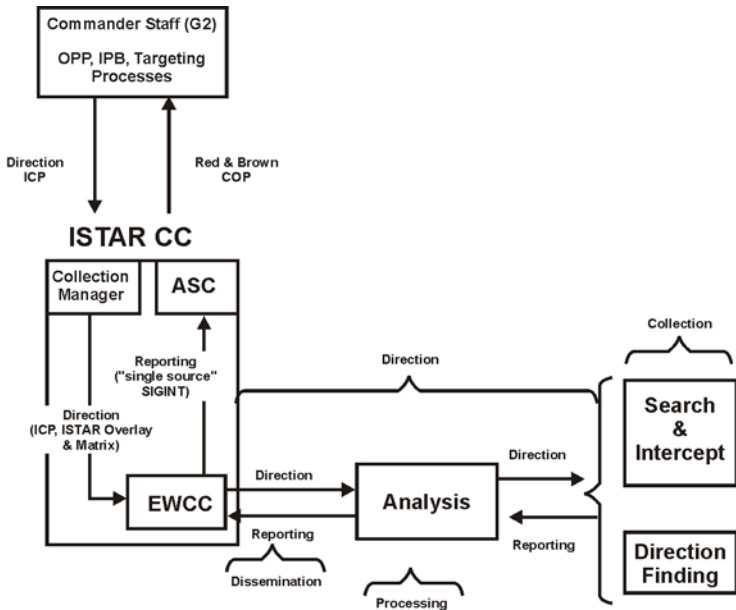 Commander Staff (G2)
OPP, IPB, Targeting
Processes
Direction
ICP
Red & Brown
COP
ISTAR CC
Collection
Manager
ASC
Reporting
("single source"
SIGINT)
Direction
(ICP, ISTAR Overlay
& Matrix)
EWCC
Direction
Direction
Reporting
Dissemination
Analysis
Processing
Direction
Reporting
Collection
Search
&
Intercept
Direction
Finding